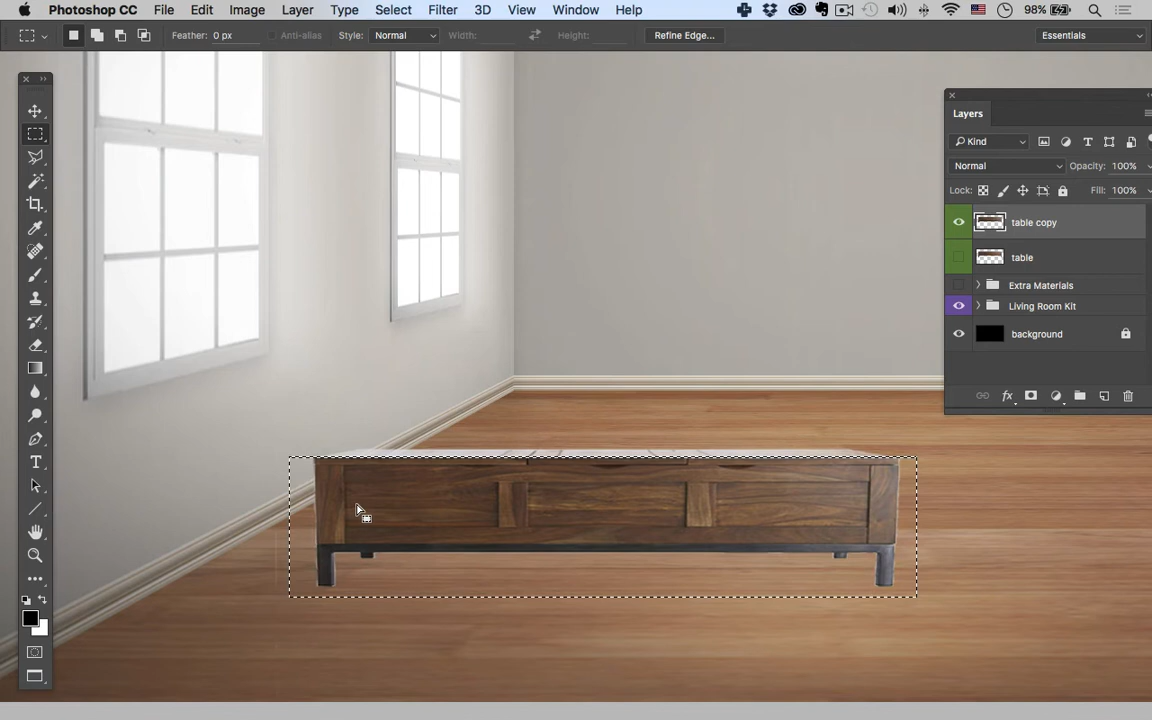 Photoshop CC File Edit Image Layer Type Select Filter 3D View Window Help 98%
Feather: 0 px Anti-alias Style: Normal Width: Height: Refine Edge... Essentials
Layers
Kind
Normal Opacity: 100%
Lock: Fill: 100%
table copy
table
Extra Materials
Living Room Kit
background
fx